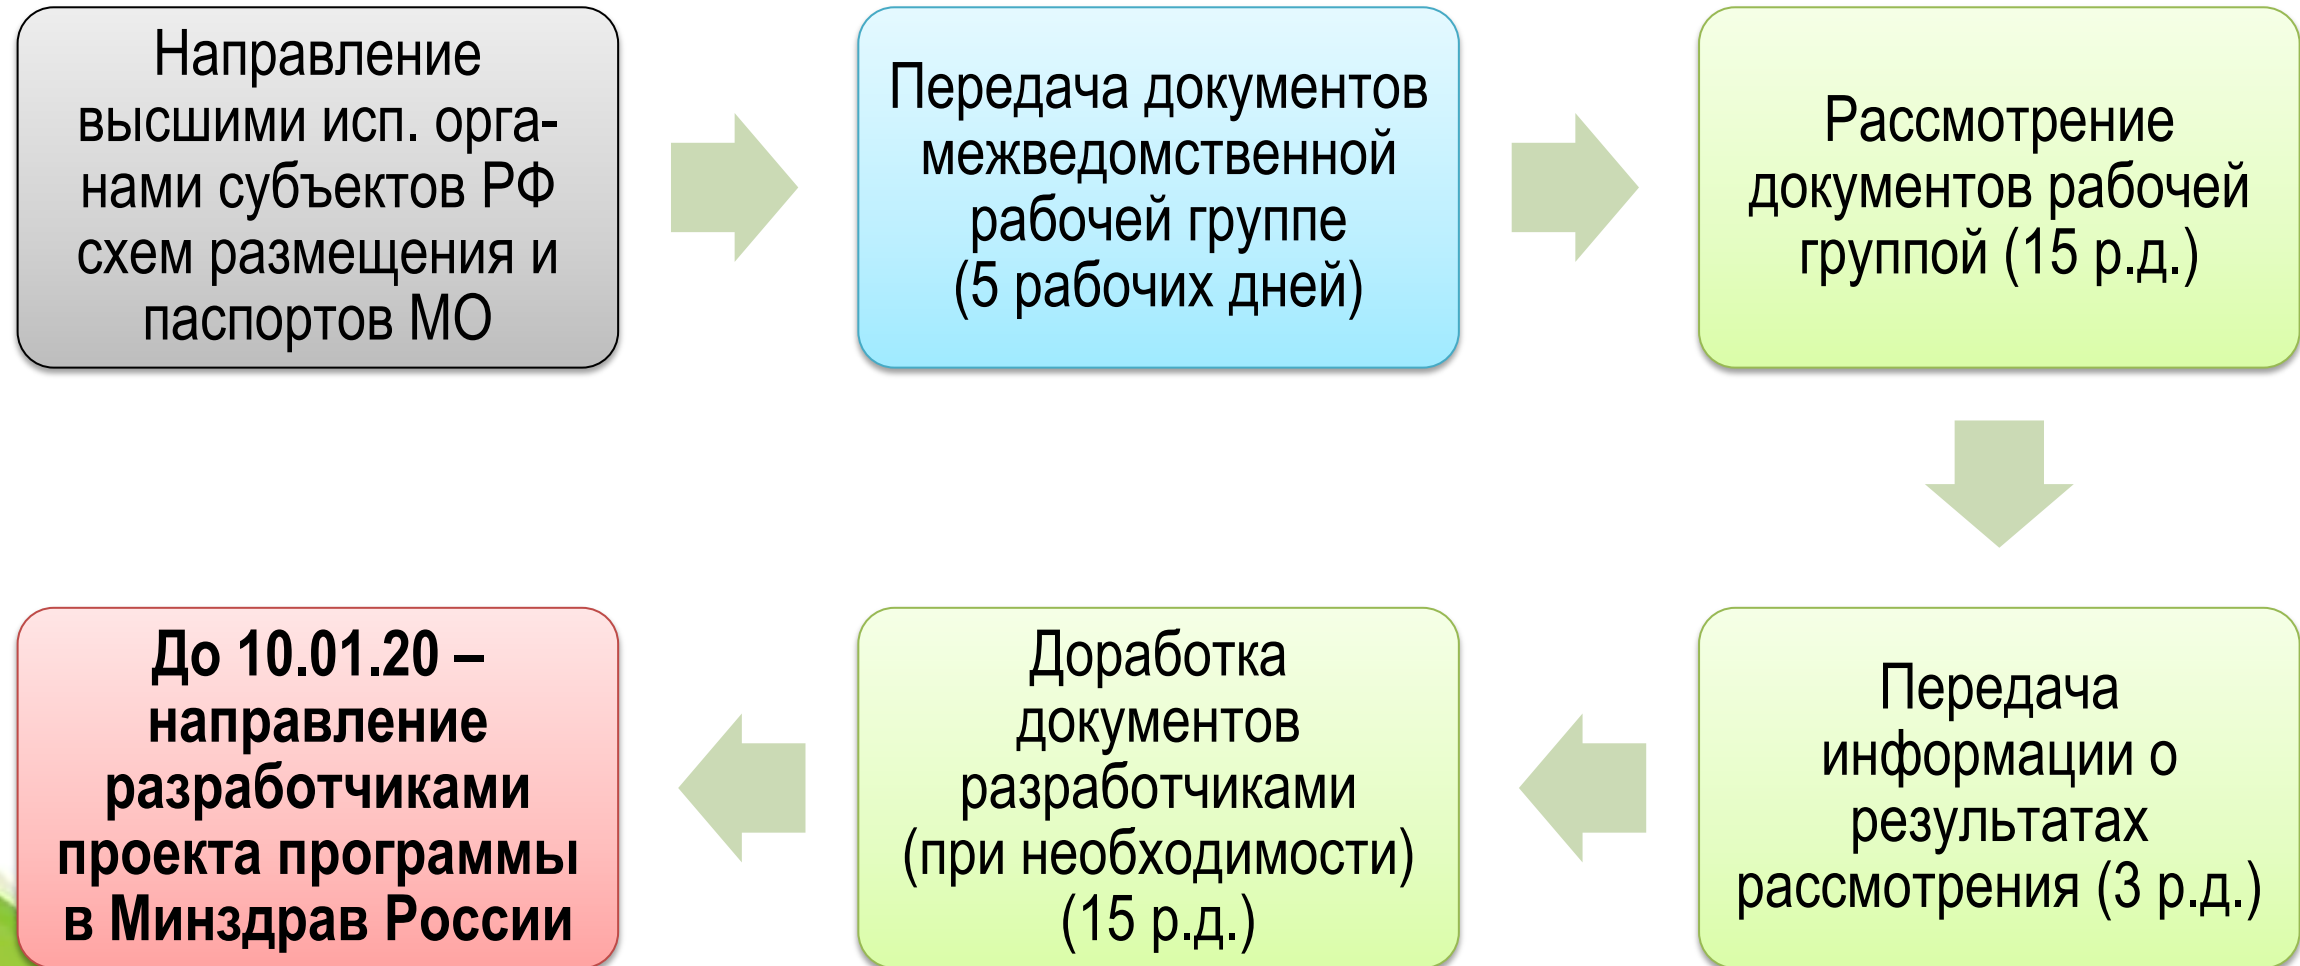 Направление
высшими исп. орга-
нами субъектов РФ
схем размещения и
паспортов МО
Передача документов
межведомственной
рабочей группе
(5 рабочих дней)
Рассмотрение
документов рабочей
группой (15 р.д.)
Передача
информации о
результатах
рассмотрения (3 р.д.)
Доработка
документов
разработчиками
(при необходимости)
(15 р.д.)
До 10.01.20 –
направление
разработчиками
проекта программы
в Минздрав России